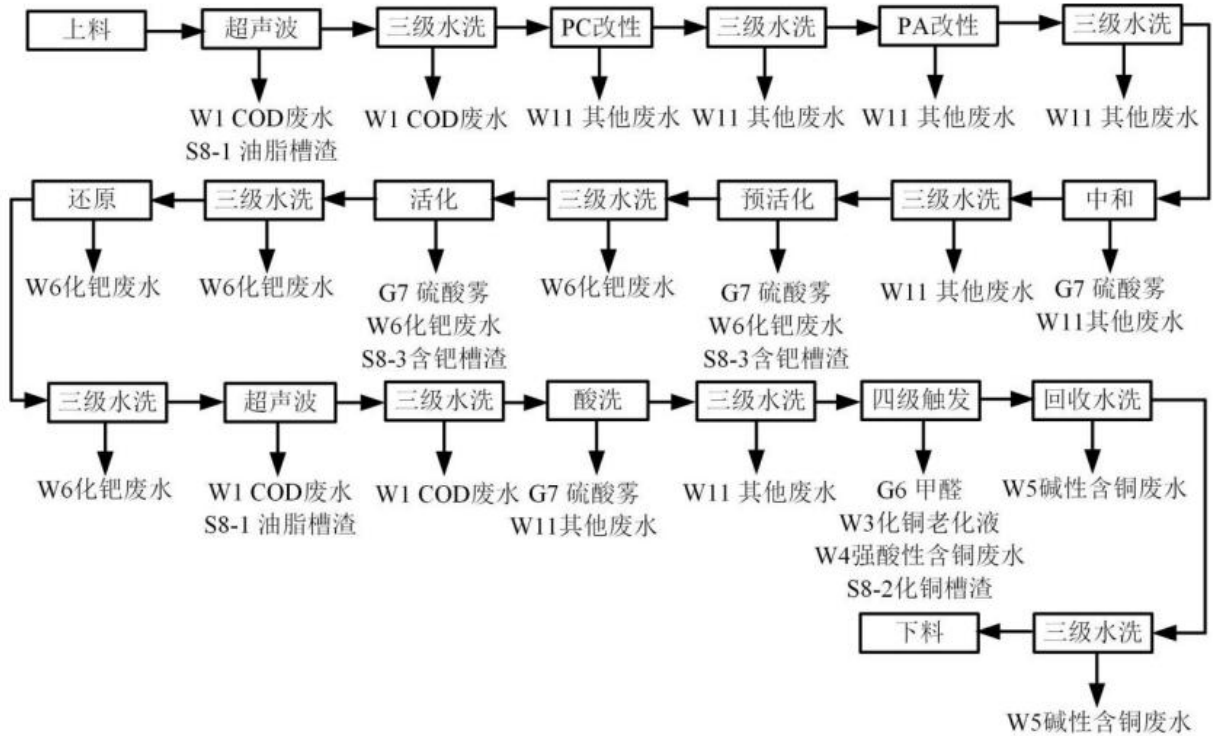 上料
超声波
三级水洗
PC改性
三级水洗
PA改性
三级水洗
W1 COD废水
S8-1 油脂槽渣
W1 COD废水
W11 其他废水
W11 其他废水
W11 其他废水
W11 其他废水
还原
三级水洗
活化
三级水洗
预活化
三级水洗
中和
W6化钯废水
W6化钯废水
G7 硫酸雾
W6化钯废水
S8-3含钯槽渣
W6化钯废水
G7 硫酸雾
W6化钯废水
S8-3含钯槽渣
W11 其他废水
G7 硫酸雾
W11其他废水
三级水洗
超声波
三级水洗
酸洗
三级水洗
四级触发
回收水洗
W6化钯废水
W1 COD废水
S8-1 油脂槽渣
W1 COD废水
G7 硫酸雾
W11其他废水
W11 其他废水
G6 甲醛
W3化铜老化液
W4强酸性含铜废水
S8-2化铜槽渣
W5碱性含铜废水
下料
三级水洗
W5碱性含铜废水